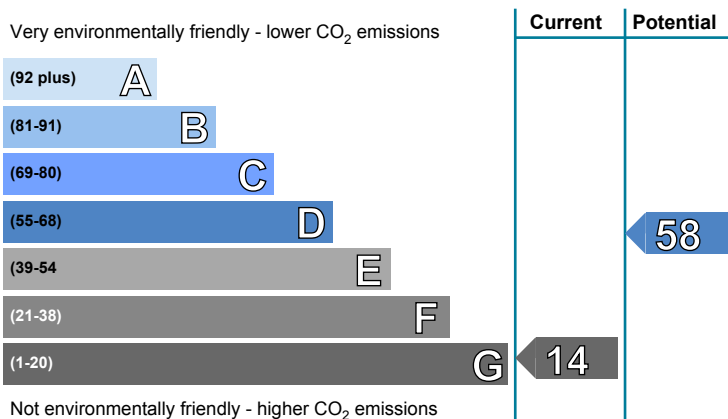 Current Potential
Very environmentally friendly - lower CO2 emissions
(92 plus) A
(81-91) B
(69-80) C
(55-68) D
58
(39-54 E
(21-38) F
(1-20) G 14
Not environmentally friendly - higher CO2 emissions